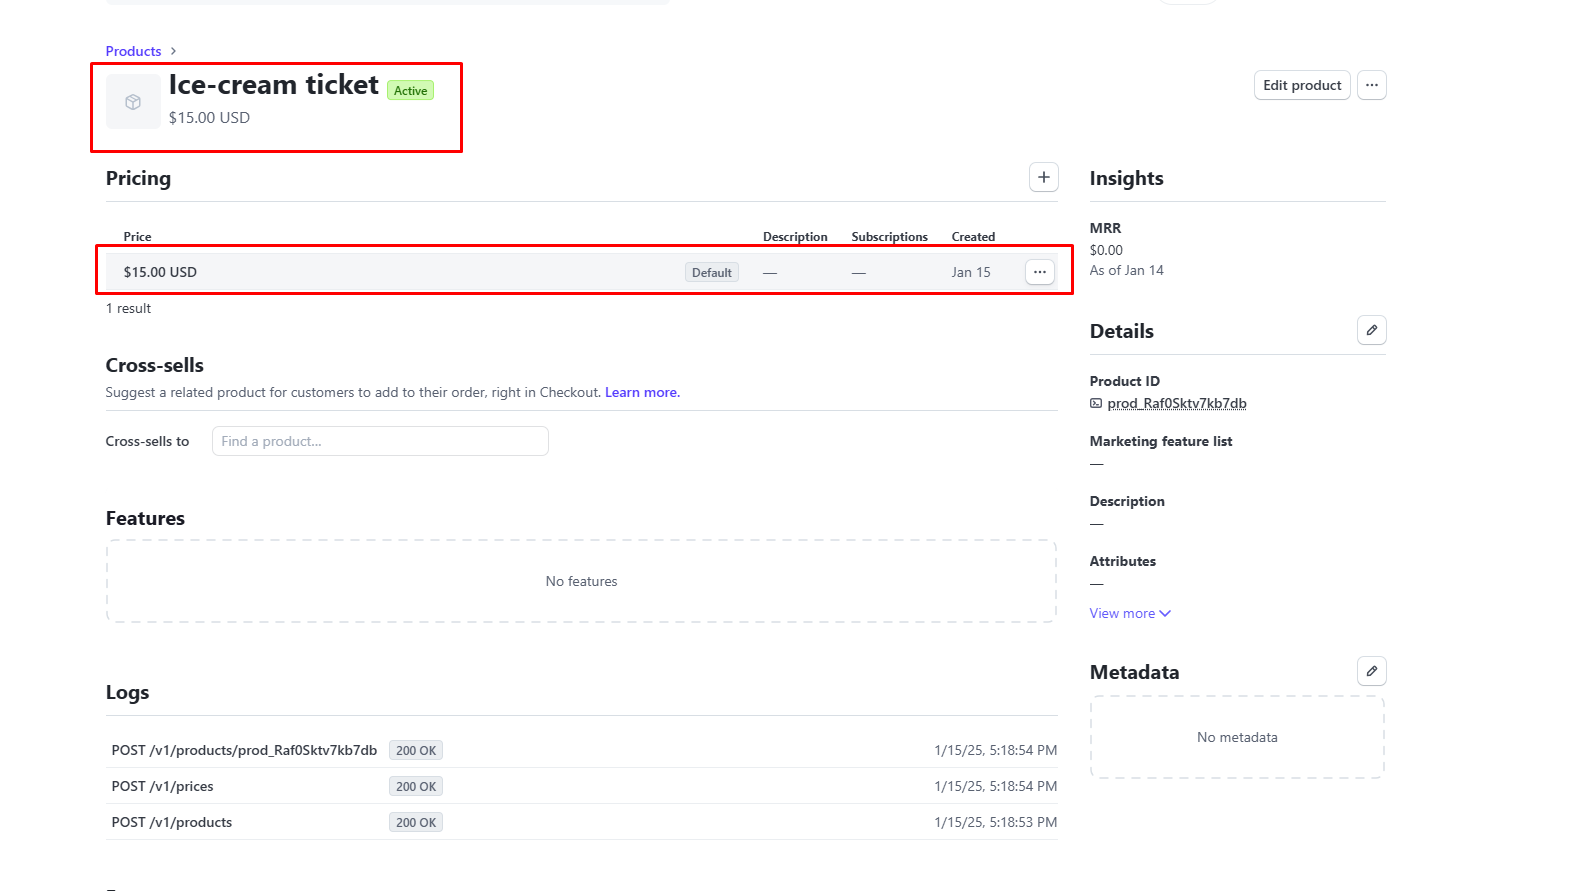 Products
Ice-cream ticket Active
$15.00 USD
Edit product
Pricing
Price Description Subscriptions Created
$15.00 USD Default — — Jan 15
1 result
Cross-sells
Suggest a related product for customers to add to their order, right in Checkout. Learn more.
Cross-sells to Find a product...
Features
No features
Logs
POST /v1/products/prod_Raf0Sktv7kb7db 200 OK 1/15/25, 5:18:54 PM
POST /v1/prices 200 OK 1/15/25, 5:18:54 PM
POST /v1/products 200 OK 1/15/25, 5:18:53 PM
Insights
MRR
$0.00
As of Jan 14
Details
Product ID
prod_Raf0Sktv7kb7db
Marketing feature list
—
Description
—
Attributes
—
View more
Metadata
No metadata